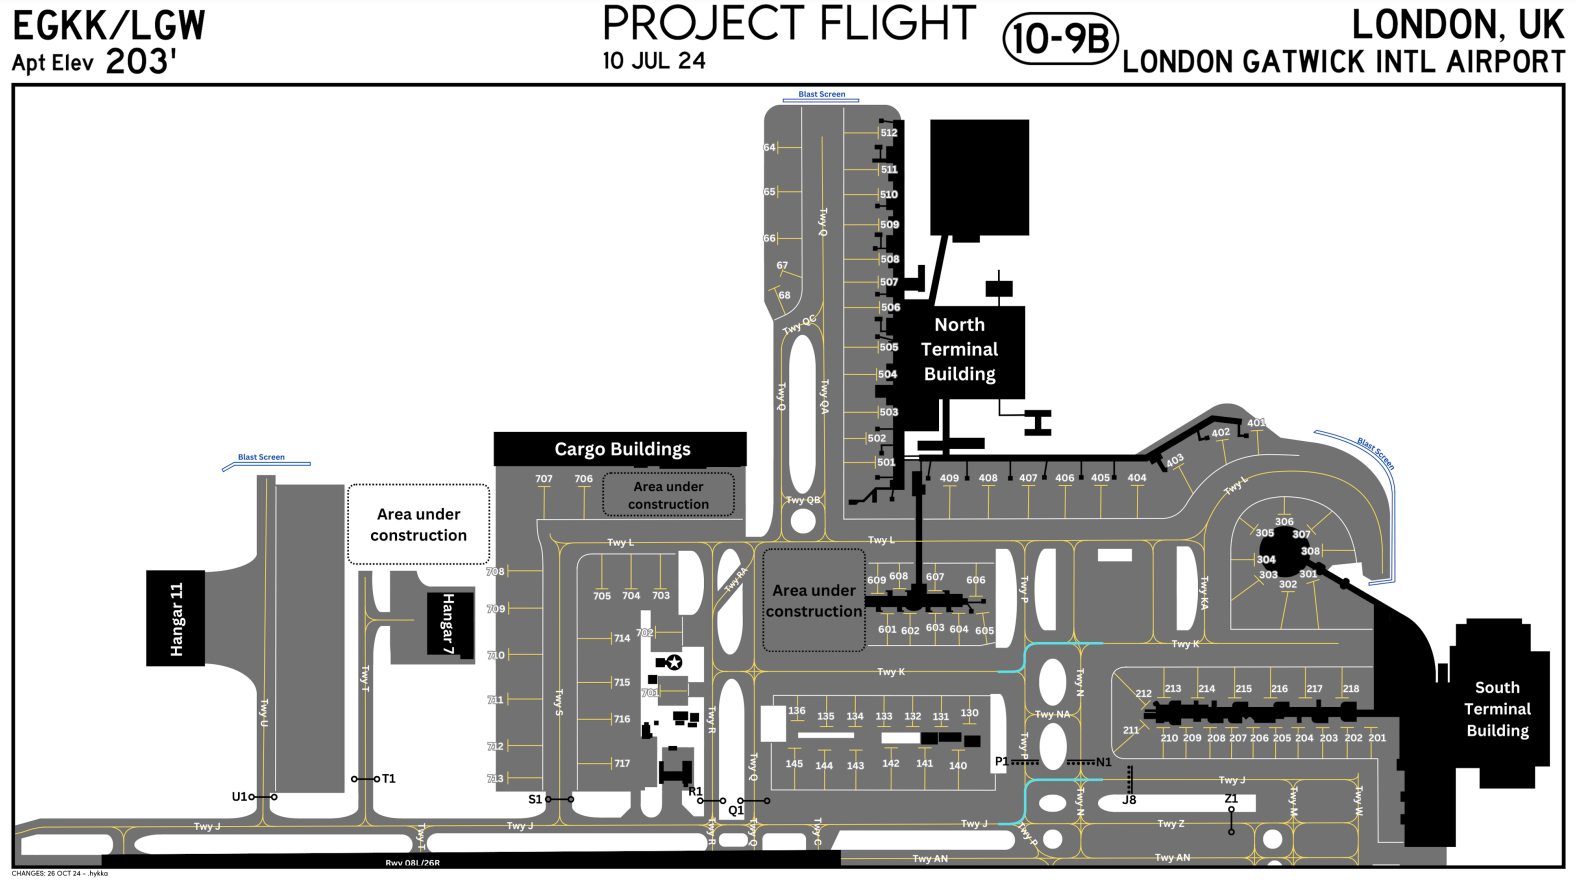 EGKK/LGW
Apt Elev 203'
PROJECT FLIGHT
10 JUL 24
10-9B
LONDON, UK
LONDON GATWICK INTL AIRPORT
Blast Screen
64
65
66
67
68
Twy Q
512
511
510
509
508
507
506
505
504
503
502
501
Twy QC
Twy Q
Twy QA
Twy QB
North
Terminal
Building
Cargo Buildings
707
706
Area under
construction
Blast Screen
Area under
construction
409
408
407
406
405
404
403
402
401
Blast Screen
Twy L
Twy L
Twy L
Hangar 11
Hangar 7
Twy U
Twy T
Twy S
708
709
710
711
712
713
705
704
703
702
701
714
715
716
717
Twy RA
Twy R
Twy Q
Area under
construction
609
608
607
606
601
602
603
604
605
Twy P
Twy KA
305
306
307
304
308
303
302
301
Twy K
Twy K
136
135
134
133
132
131
130
145
144
143
142
141
140
Twy N
Twy NA
Twy P
212
213
214
215
216
217
218
211
210
209
208
207
206
205
204
203
202
201
South
Terminal
Building
P1
N1
T1
U1
S1
R1
Q1
J8
Z1
Twy J
Twy J
Twy J
Twy J
Twy Z
Twy T
Twy R
Twy Q
Twy C
Twy P
Twy N
Twy M
Twy W
Twy AN
Twy AN
Rwy 08L/26R
CHANGES: 26 OCT 24 - .hykka